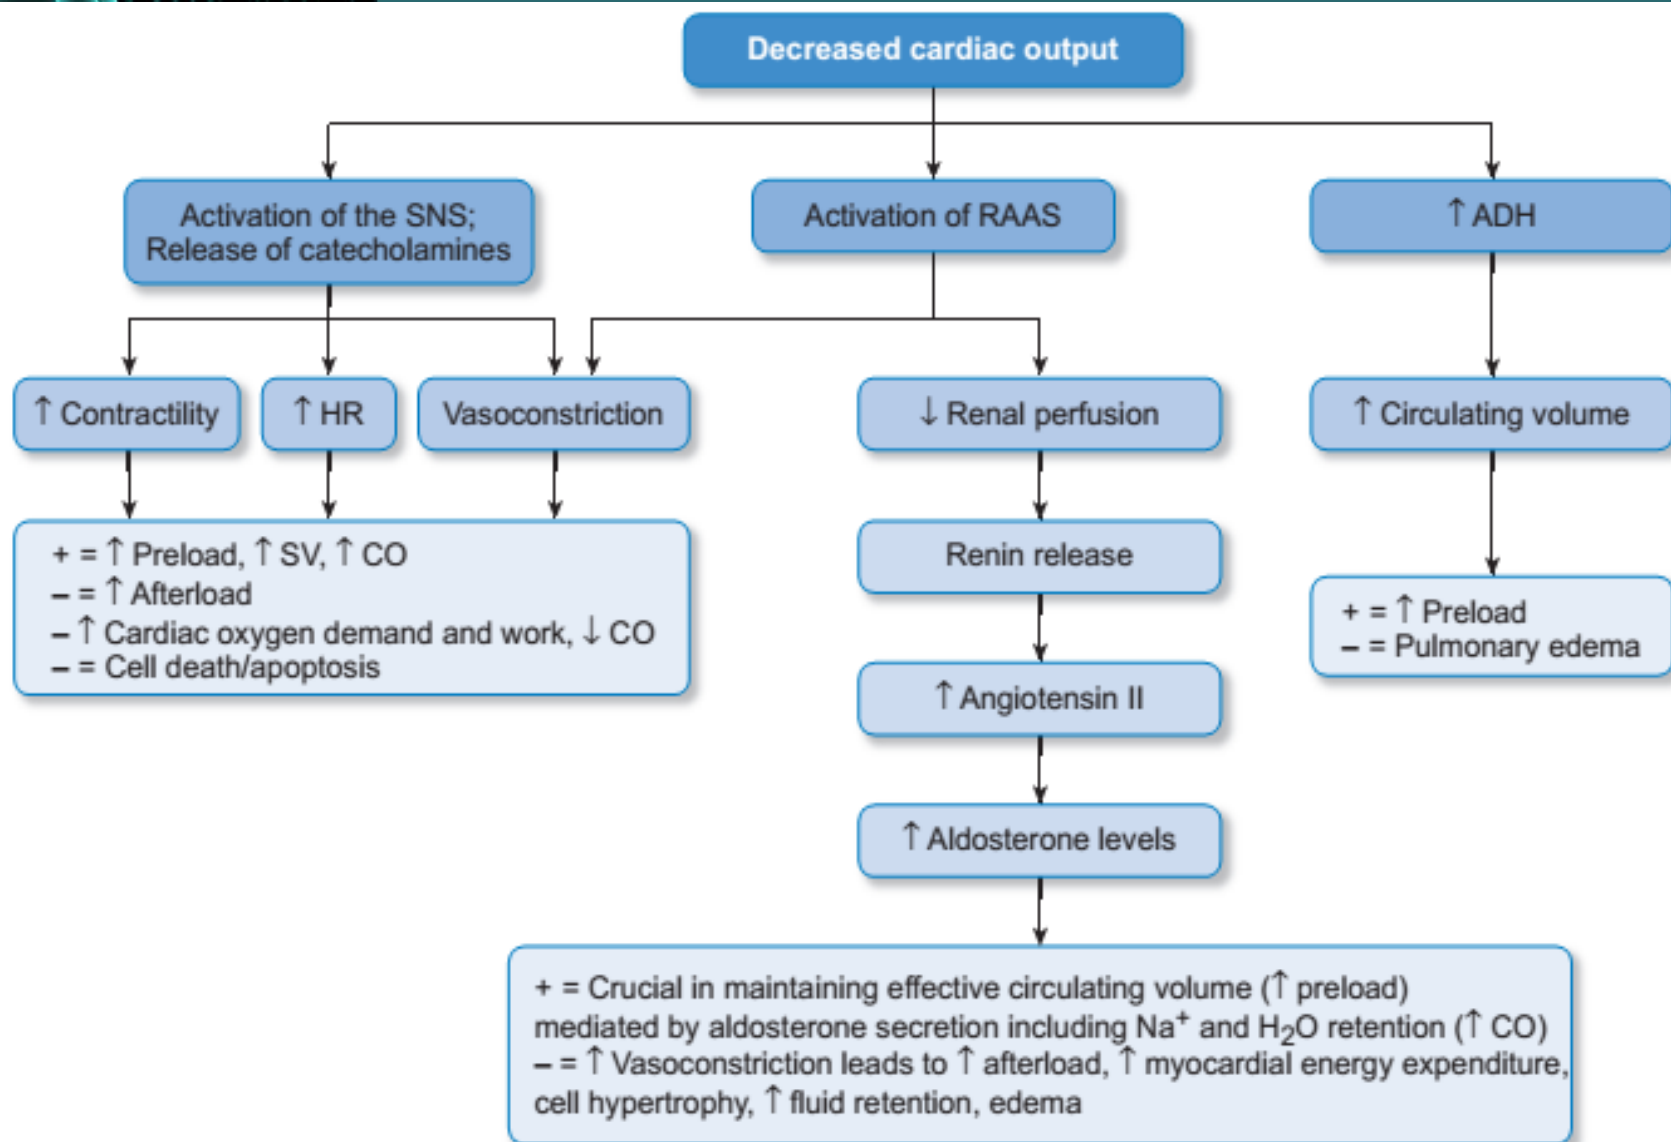 Decreased cardiac output
Activation of the SNS;
Release of catecholamines
Activation of RAAS
↑ ADH
↑ Contractility
↑ HR
Vasoconstriction
↓ Renal perfusion
↑ Circulating volume
+ = ↑ Preload, ↑ SV, ↑ CO
– = ↑ Afterload
– ↑ Cardiac oxygen demand and work, ↓ CO
– = Cell death/apoptosis
Renin release
+ = ↑ Preload
– = Pulmonary edema
↑ Angiotensin II
↑ Aldosterone levels
+ = Crucial in maintaining effective circulating volume (↑ preload)
mediated by aldosterone secretion including Na⁺ and H₂O retention (↑ CO)
– = ↑ Vasoconstriction leads to ↑ afterload, ↑ myocardial energy expenditure,
cell hypertrophy, ↑ fluid retention, edema